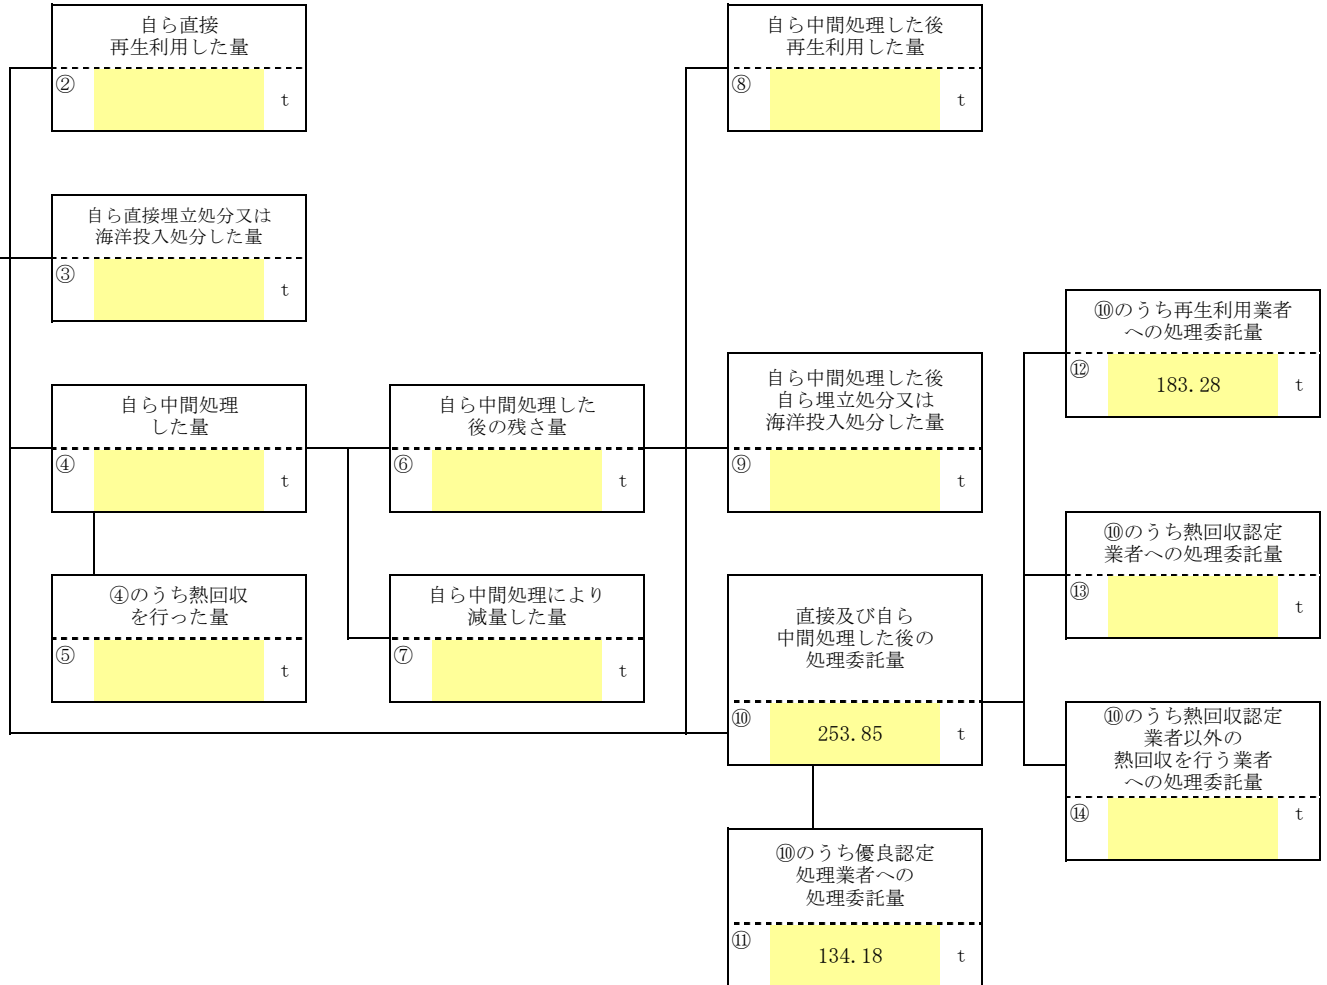 自ら直接
再生利用した量
②
t
自ら中間処理した後
再生利用した量
⑧
t
自ら直接埋立処分又は
海洋投入処分した量
③
t
⑩のうち再生利用業者
への処理委託量
⑫
183.28
t
自ら中間処理
した量
④
t
自ら中間処理した
後の残さ量
⑥
t
自ら中間処理した後
自ら埋立処分又は
海洋投入処分した量
⑨
t
⑩のうち熱回収認定
業者への処理委託量
⑬
t
④のうち熱回収
を行った量
⑤
t
自ら中間処理により
減量した量
⑦
t
直接及び自ら
中間処理した後の
処理委託量
⑩
253.85
t
⑩のうち熱回収認定
業者以外の
熱回収を行う業者
への処理委託量
⑭
t
⑩のうち優良認定
処理業者への
処理委託量
⑪
134.18
t